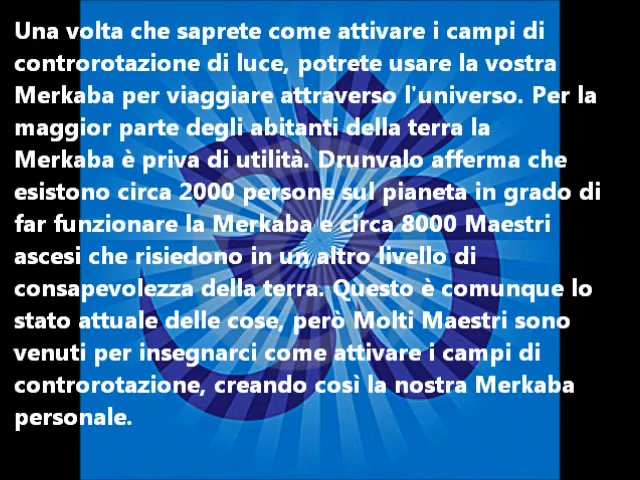 Una volta che saprete come attivare i campi di
controrotazione di luce, potrete usare la vostra
Merkaba per viaggiare attraverso l'universo. Per la
maggior parte degli abitanti della terra la
Merkaba è priva di utilità. Drunvalo afferma che
esistono circa 2000 persone sul pianeta in grado di
far funzionare la Merkaba e circa 8000 Maestri
ascesi che risiedono in un altro livello di
consapevolezza della terra. Questo è comunque lo
stato attuale delle cose, però Molti Maestri sono
venuti per insegnarci come attivare i campi di
controrotazione, creando così la nostra Merkaba
personale.